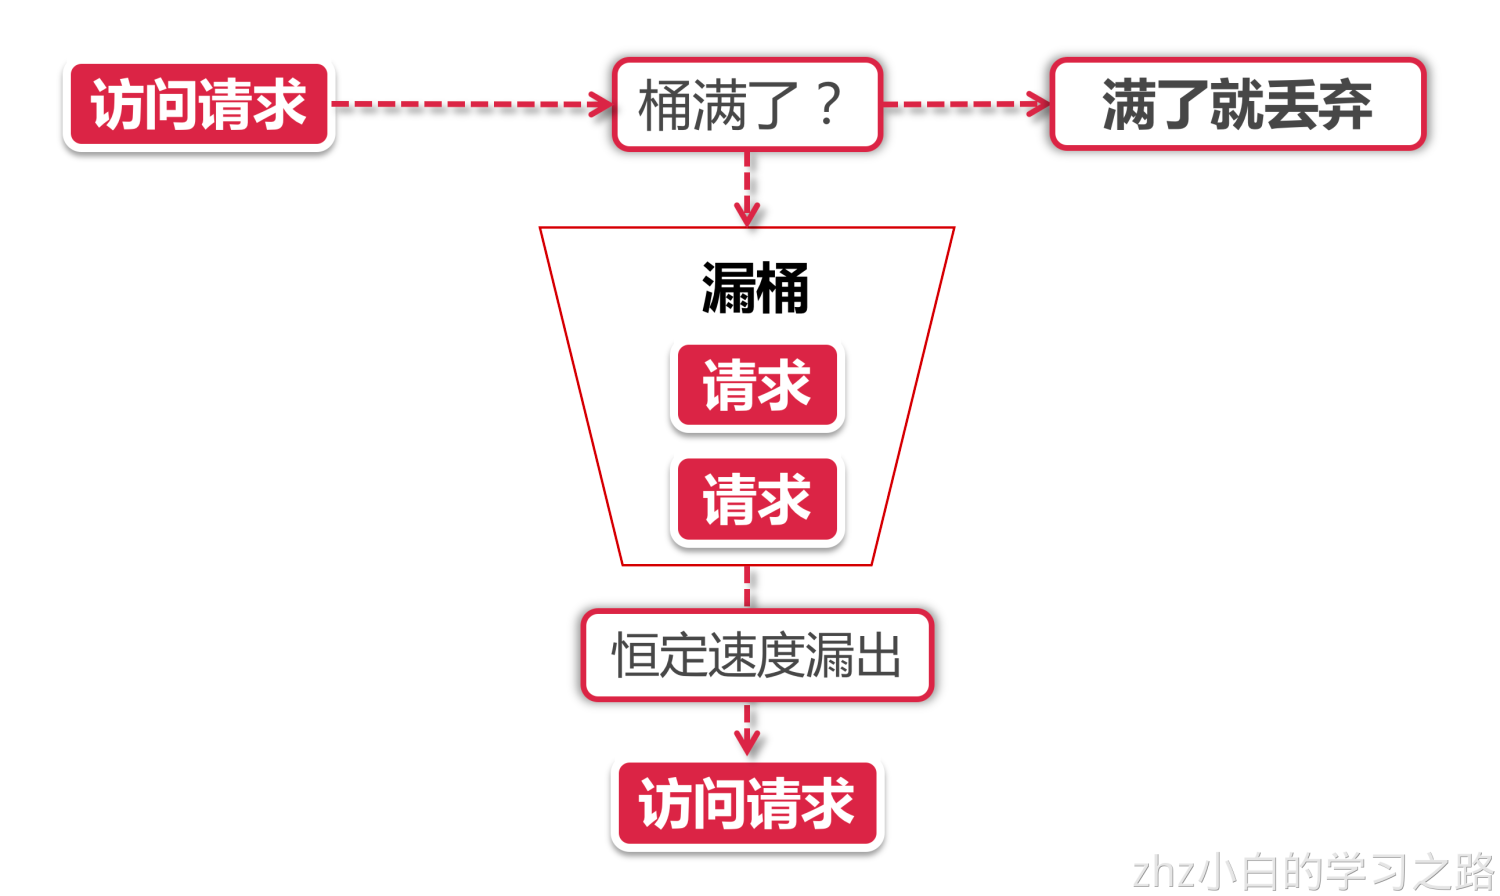 访问请求
桶满了？
满了就丢弃
漏桶
请求
请求
恒定速度漏出
访问请求
zhz小白的学习之路